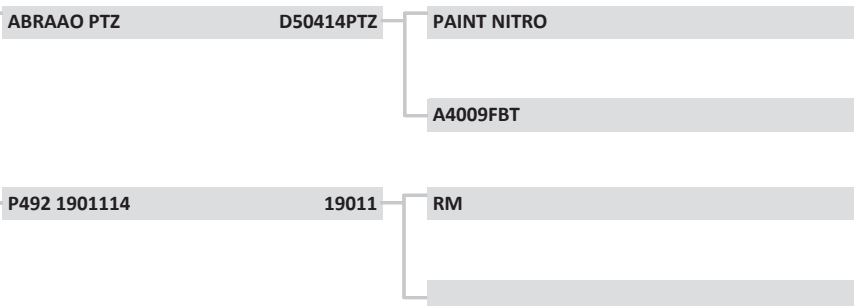 ABRAAO PTZ D50414PTZ PAINT NITRO
A4009FBT
P492 1901114 19011 RM